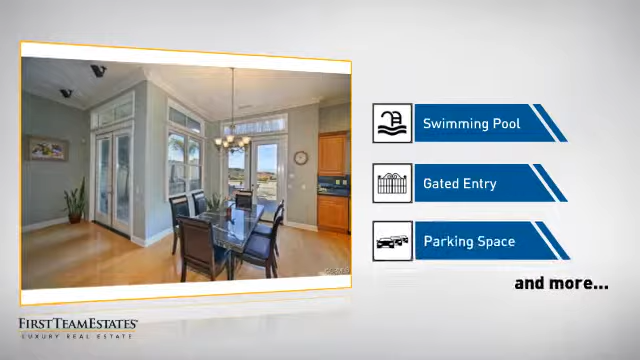 Swimming Pool
Gated Entry
Parking Space
and more...
FIRST TEAM ESTATES
LUXURY REAL ESTATE